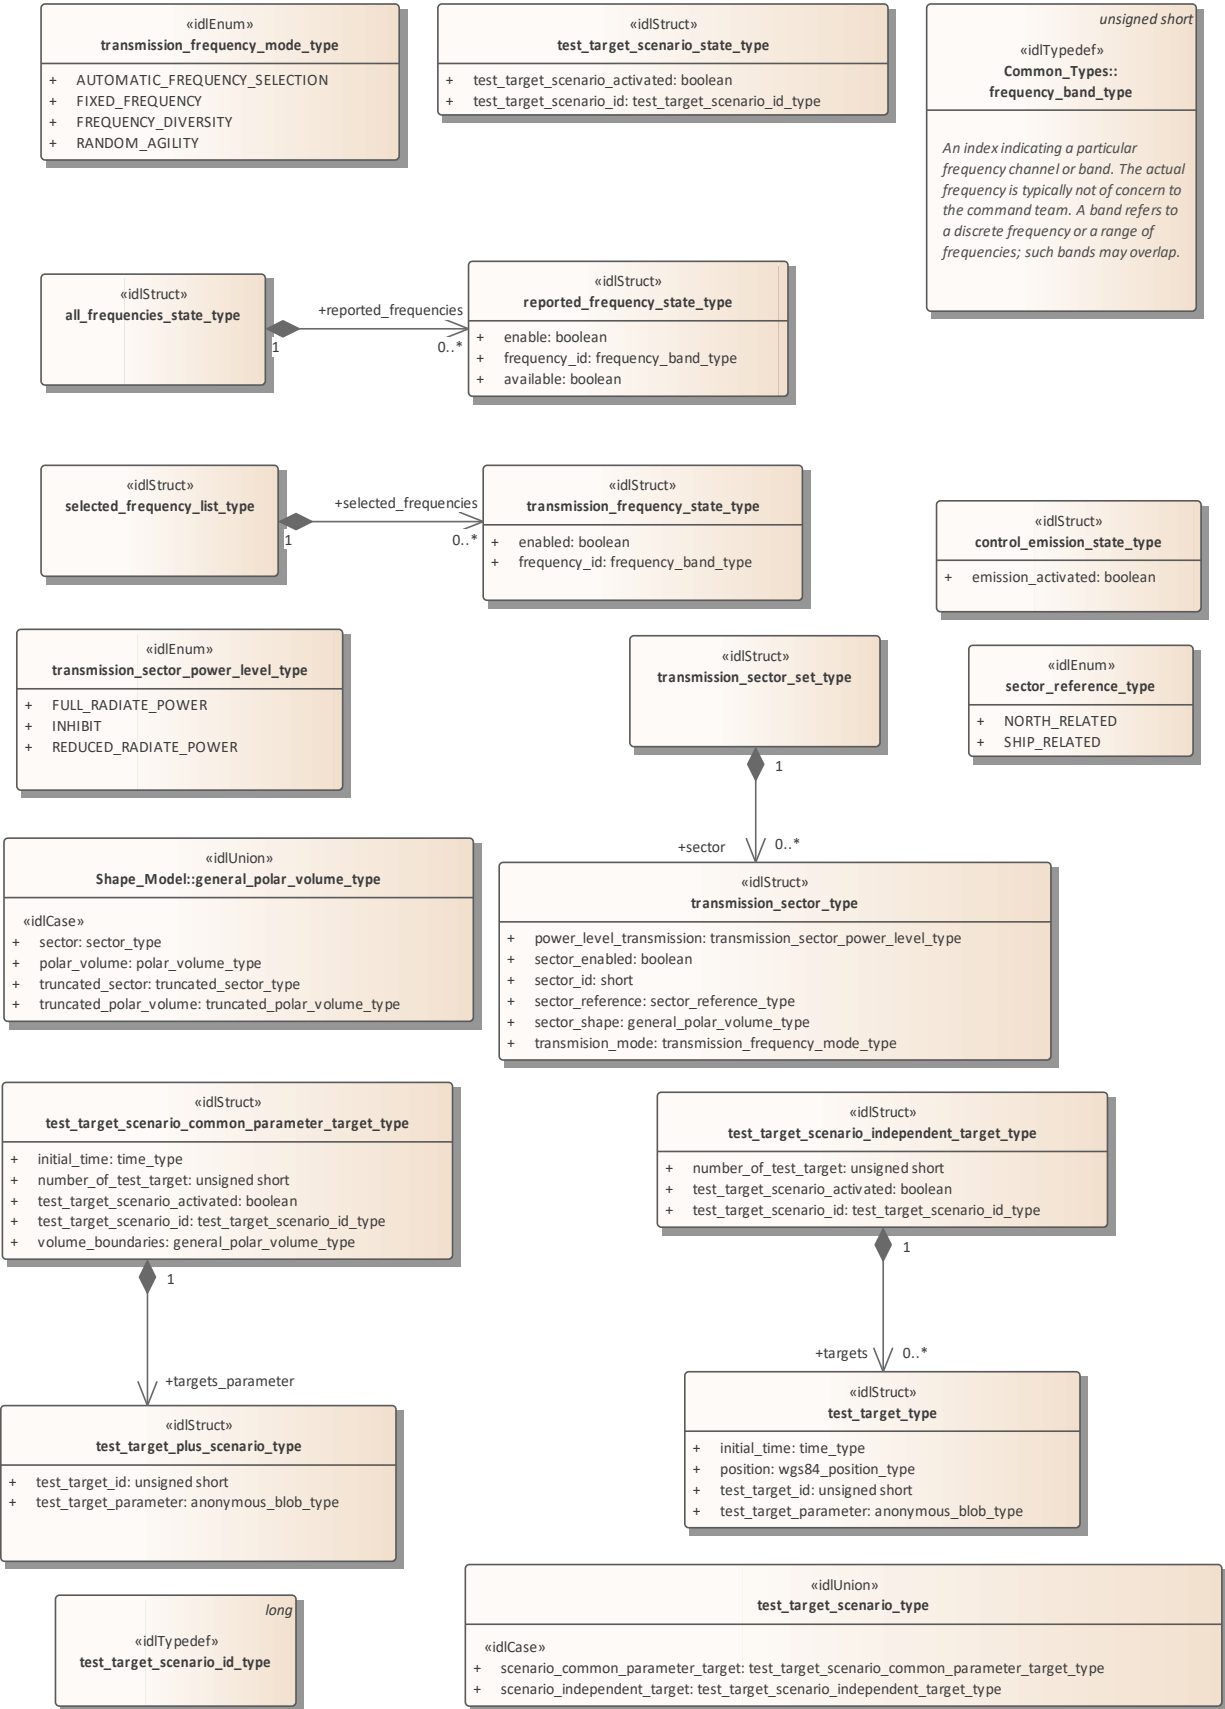 «idlEnum»
transmission_frequency_mode_type
+ AUTOMATIC_FREQUENCY_SELECTION
+ FIXED_FREQUENCY
+ FREQUENCY_DIVERSITY
+ RANDOM_AGILITY
«idlStruct»
test_target_scenario_state_type
+ test_target_scenario_activated: boolean
+ test_target_scenario_id: test_target_scenario_id_type
unsigned short
«idlTypedef»
Common_Types::
frequency_band_type
An index indicating a particular
frequency channel or band. The actual
frequency is typically not of concern to
the command team. A band refers to
a discrete frequency or a range of
frequencies; such bands may overlap.
«idlStruct»
all_frequencies_state_type
+reported_frequencies
1
0..*
«idlStruct»
reported_frequency_state_type
+ enable: boolean
+ frequency_id: frequency_band_type
+ available: boolean
«idlStruct»
selected_frequency_list_type
+selected_frequencies
1
0..*
«idlStruct»
transmission_frequency_state_type
+ enabled: boolean
+ frequency_id: frequency_band_type
«idlStruct»
control_emission_state_type
+ emission_activated: boolean
«idlEnum»
transmission_sector_power_level_type
+ FULL_RADIATE_POWER
+ INHIBIT
+ REDUCED_RADIATE_POWER
«idlStruct»
transmission_sector_set_type
«idlEnum»
sector_reference_type
+ NORTH_RELATED
+ SHIP_RELATED
1
+sector
0..*
«idlUnion»
Shape_Model::general_polar_volume_type
«idlCase»
+ sector: sector_type
+ polar_volume: polar_volume_type
+ truncated_sector: truncated_sector_type
+ truncated_polar_volume: truncated_polar_volume_type
«idlStruct»
transmission_sector_type
+ power_level_transmission: transmission_sector_power_level_type
+ sector_enabled: boolean
+ sector_id: short
+ sector_reference: sector_reference_type
+ sector_shape: general_polar_volume_type
+ transmision_mode: transmission_frequency_mode_type
«idlStruct»
test_target_scenario_common_parameter_target_type
+ initial_time: time_type
+ number_of_test_target: unsigned short
+ test_target_scenario_activated: boolean
+ test_target_scenario_id: test_target_scenario_id_type
+ volume_boundaries: general_polar_volume_type
«idlStruct»
test_target_scenario_independent_target_type
+ number_of_test_target: unsigned short
+ test_target_scenario_activated: boolean
+ test_target_scenario_id: test_target_scenario_id_type
1
+targets_parameter
1
+targets
0..*
«idlStruct»
test_target_plus_scenario_type
+ test_target_id: unsigned short
+ test_target_parameter: anonymous_blob_type
«idlStruct»
test_target_type
+ initial_time: time_type
+ position: wgs84_position_type
+ test_target_id: unsigned short
+ test_target_parameter: anonymous_blob_type
long
«idlTypedef»
test_target_scenario_id_type
«idlUnion»
test_target_scenario_type
«idlCase»
+ scenario_common_parameter_target: test_target_scenario_common_parameter_target_type
+ scenario_independent_target: test_target_scenario_independent_target_type